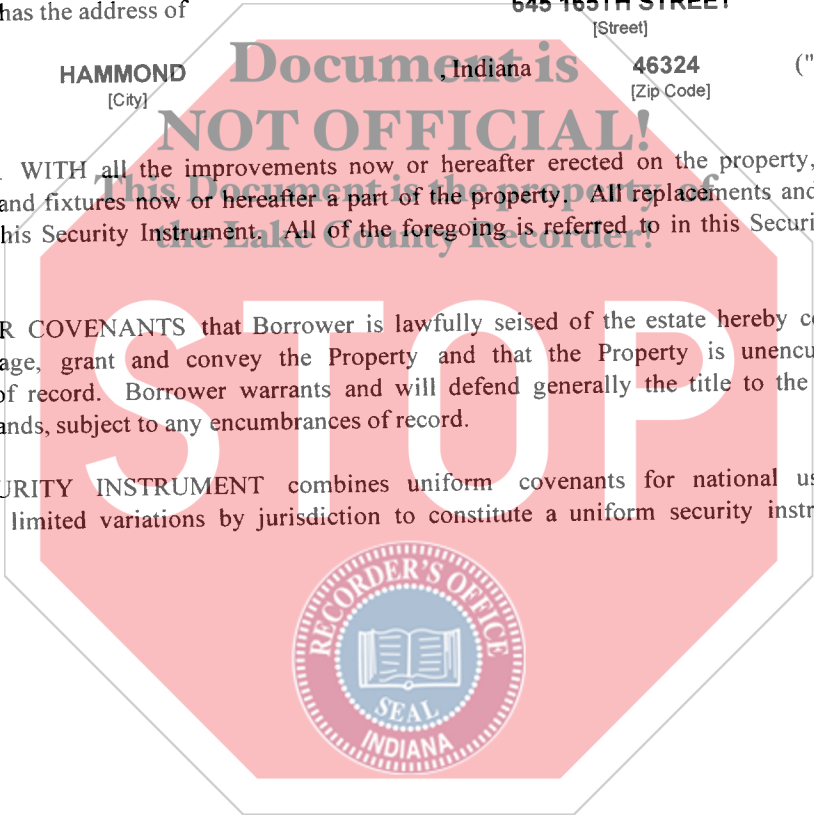 has the address of 645 165TH STREET
[Street]
HAMMOND , Indiana 46324 ("
[City] [Zip Code]
Document is
NOT OFFICIAL!
This Document is the property of
the Lake County Recorder!
WITH all the improvements now or hereafter erected on the property,
and fixtures now or hereafter a part of the property. All replacements and
his Security Instrument. All of the foregoing is referred to in this Securi
R COVENANTS that Borrower is lawfully seised of the estate hereby c
age, grant and convey the Property and that the Property is unencu
of record. Borrower warrants and will defend generally the title to the
ands, subject to any encumbrances of record.
STOP
URITY INSTRUMENT combines uniform covenants for national us
limited variations by jurisdiction to constitute a uniform security instr
RECORDER'S OFFICE
SEAL
INDIANA